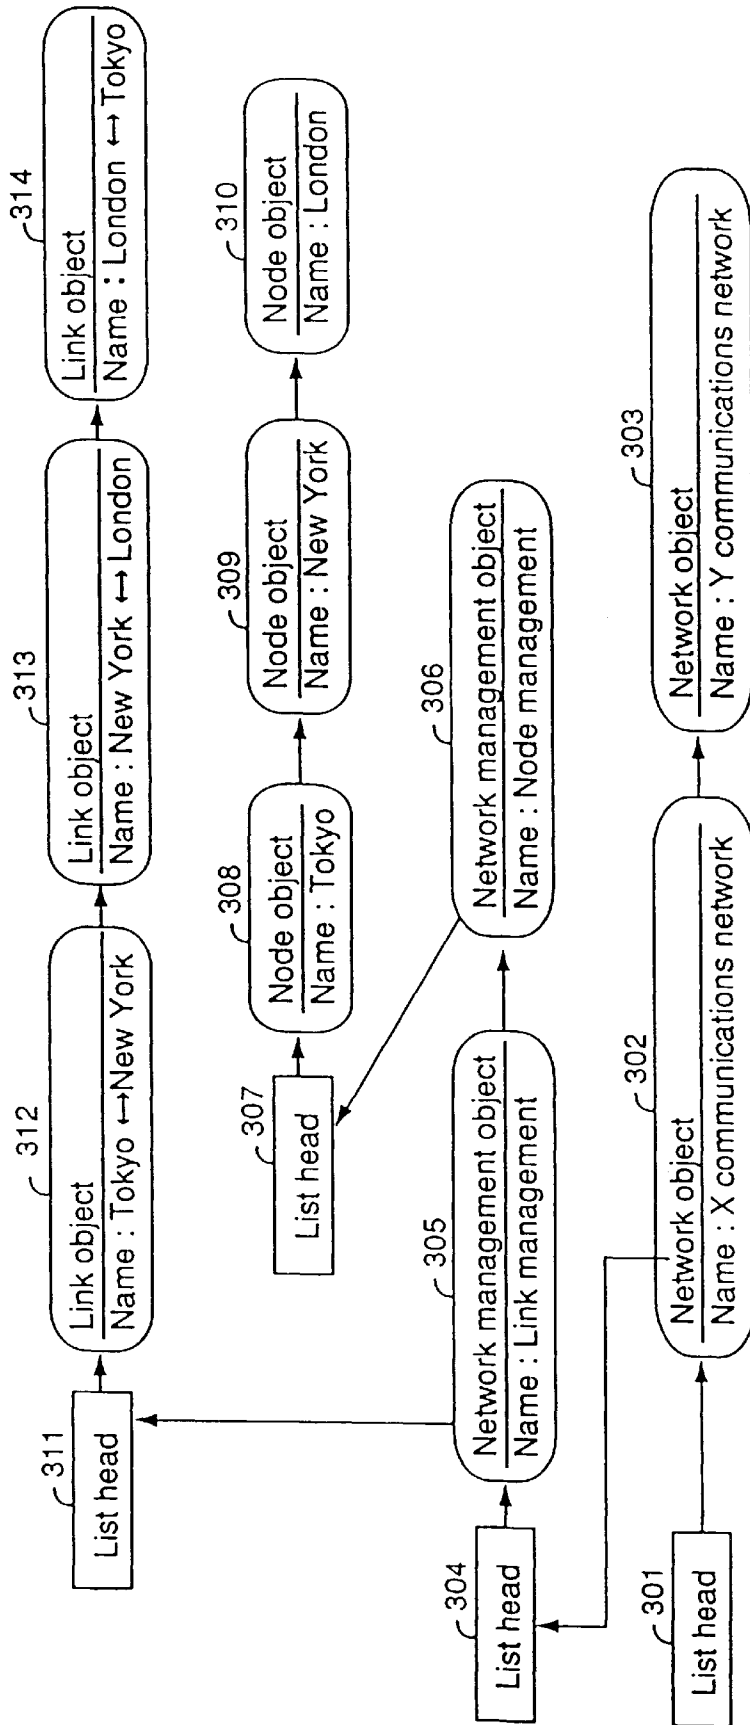 311
List head
312
Link object
Name : Tokyo ↔ New York
313
Link object
Name : New York ↔ London
314
Link object
Name : London ↔ Tokyo
307
List head
308
Node object
Name : Tokyo
309
Node object
Name : New York
310
Node object
Name : London
304
List head
305
Network management object
Name : Link management
306
Network management object
Name : Node management
301
List head
302
Network object
Name : X communications network
303
Network object
Name : Y communications network